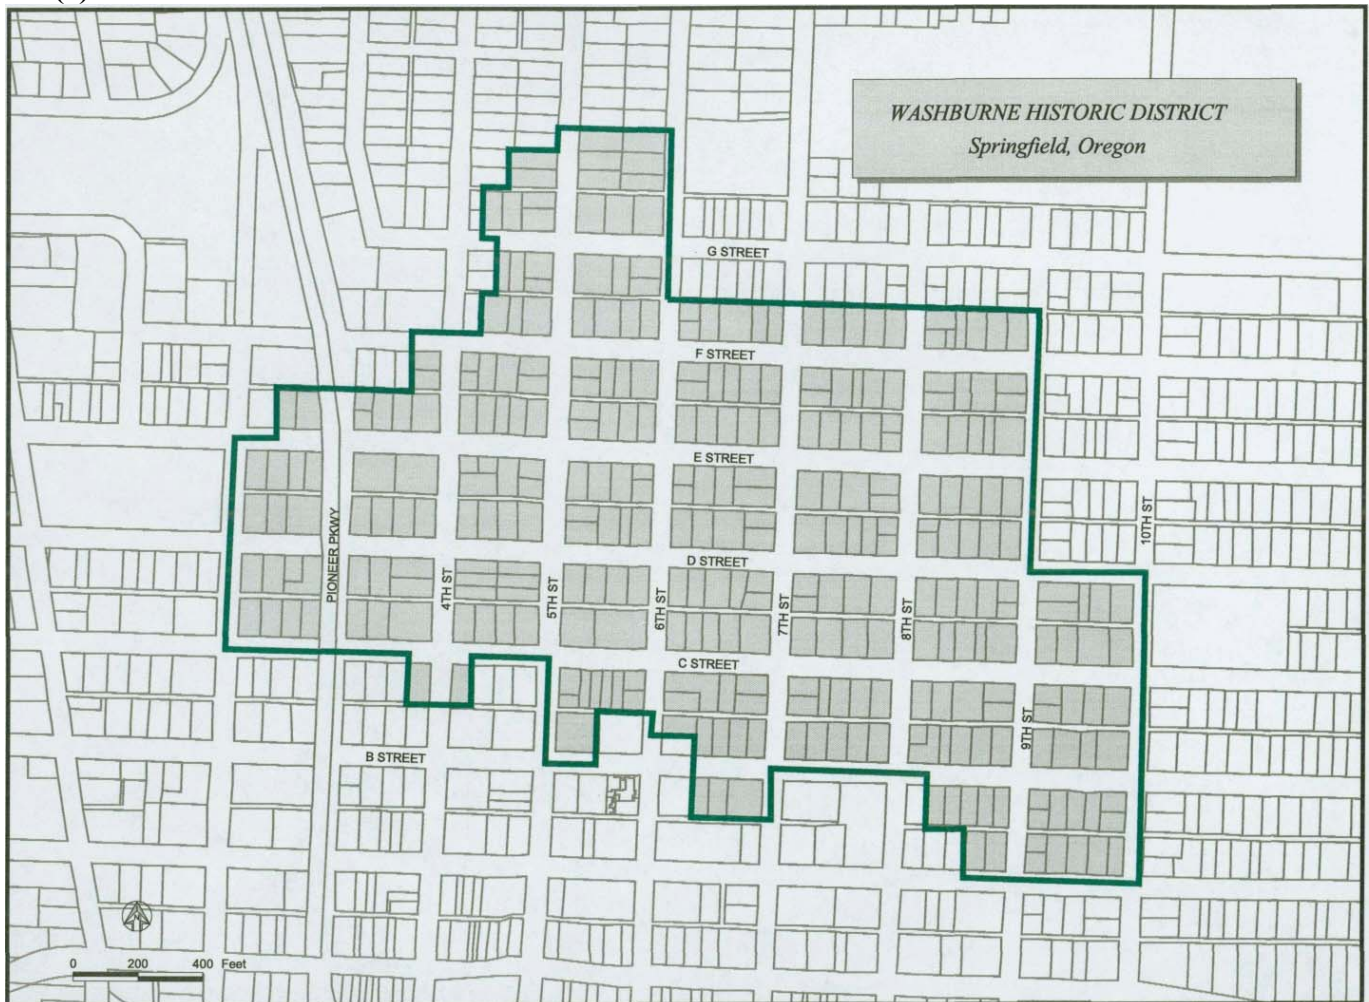 WASHBURNE HISTORIC DISTRICT
Springfield, Oregon
G STREET
F STREET
E STREET
D STREET
C STREET
B STREET
PIONEER PKWY
4TH ST
5TH ST
6TH ST
7TH ST
8TH ST
9TH ST
10TH ST
0 200 400 Feet